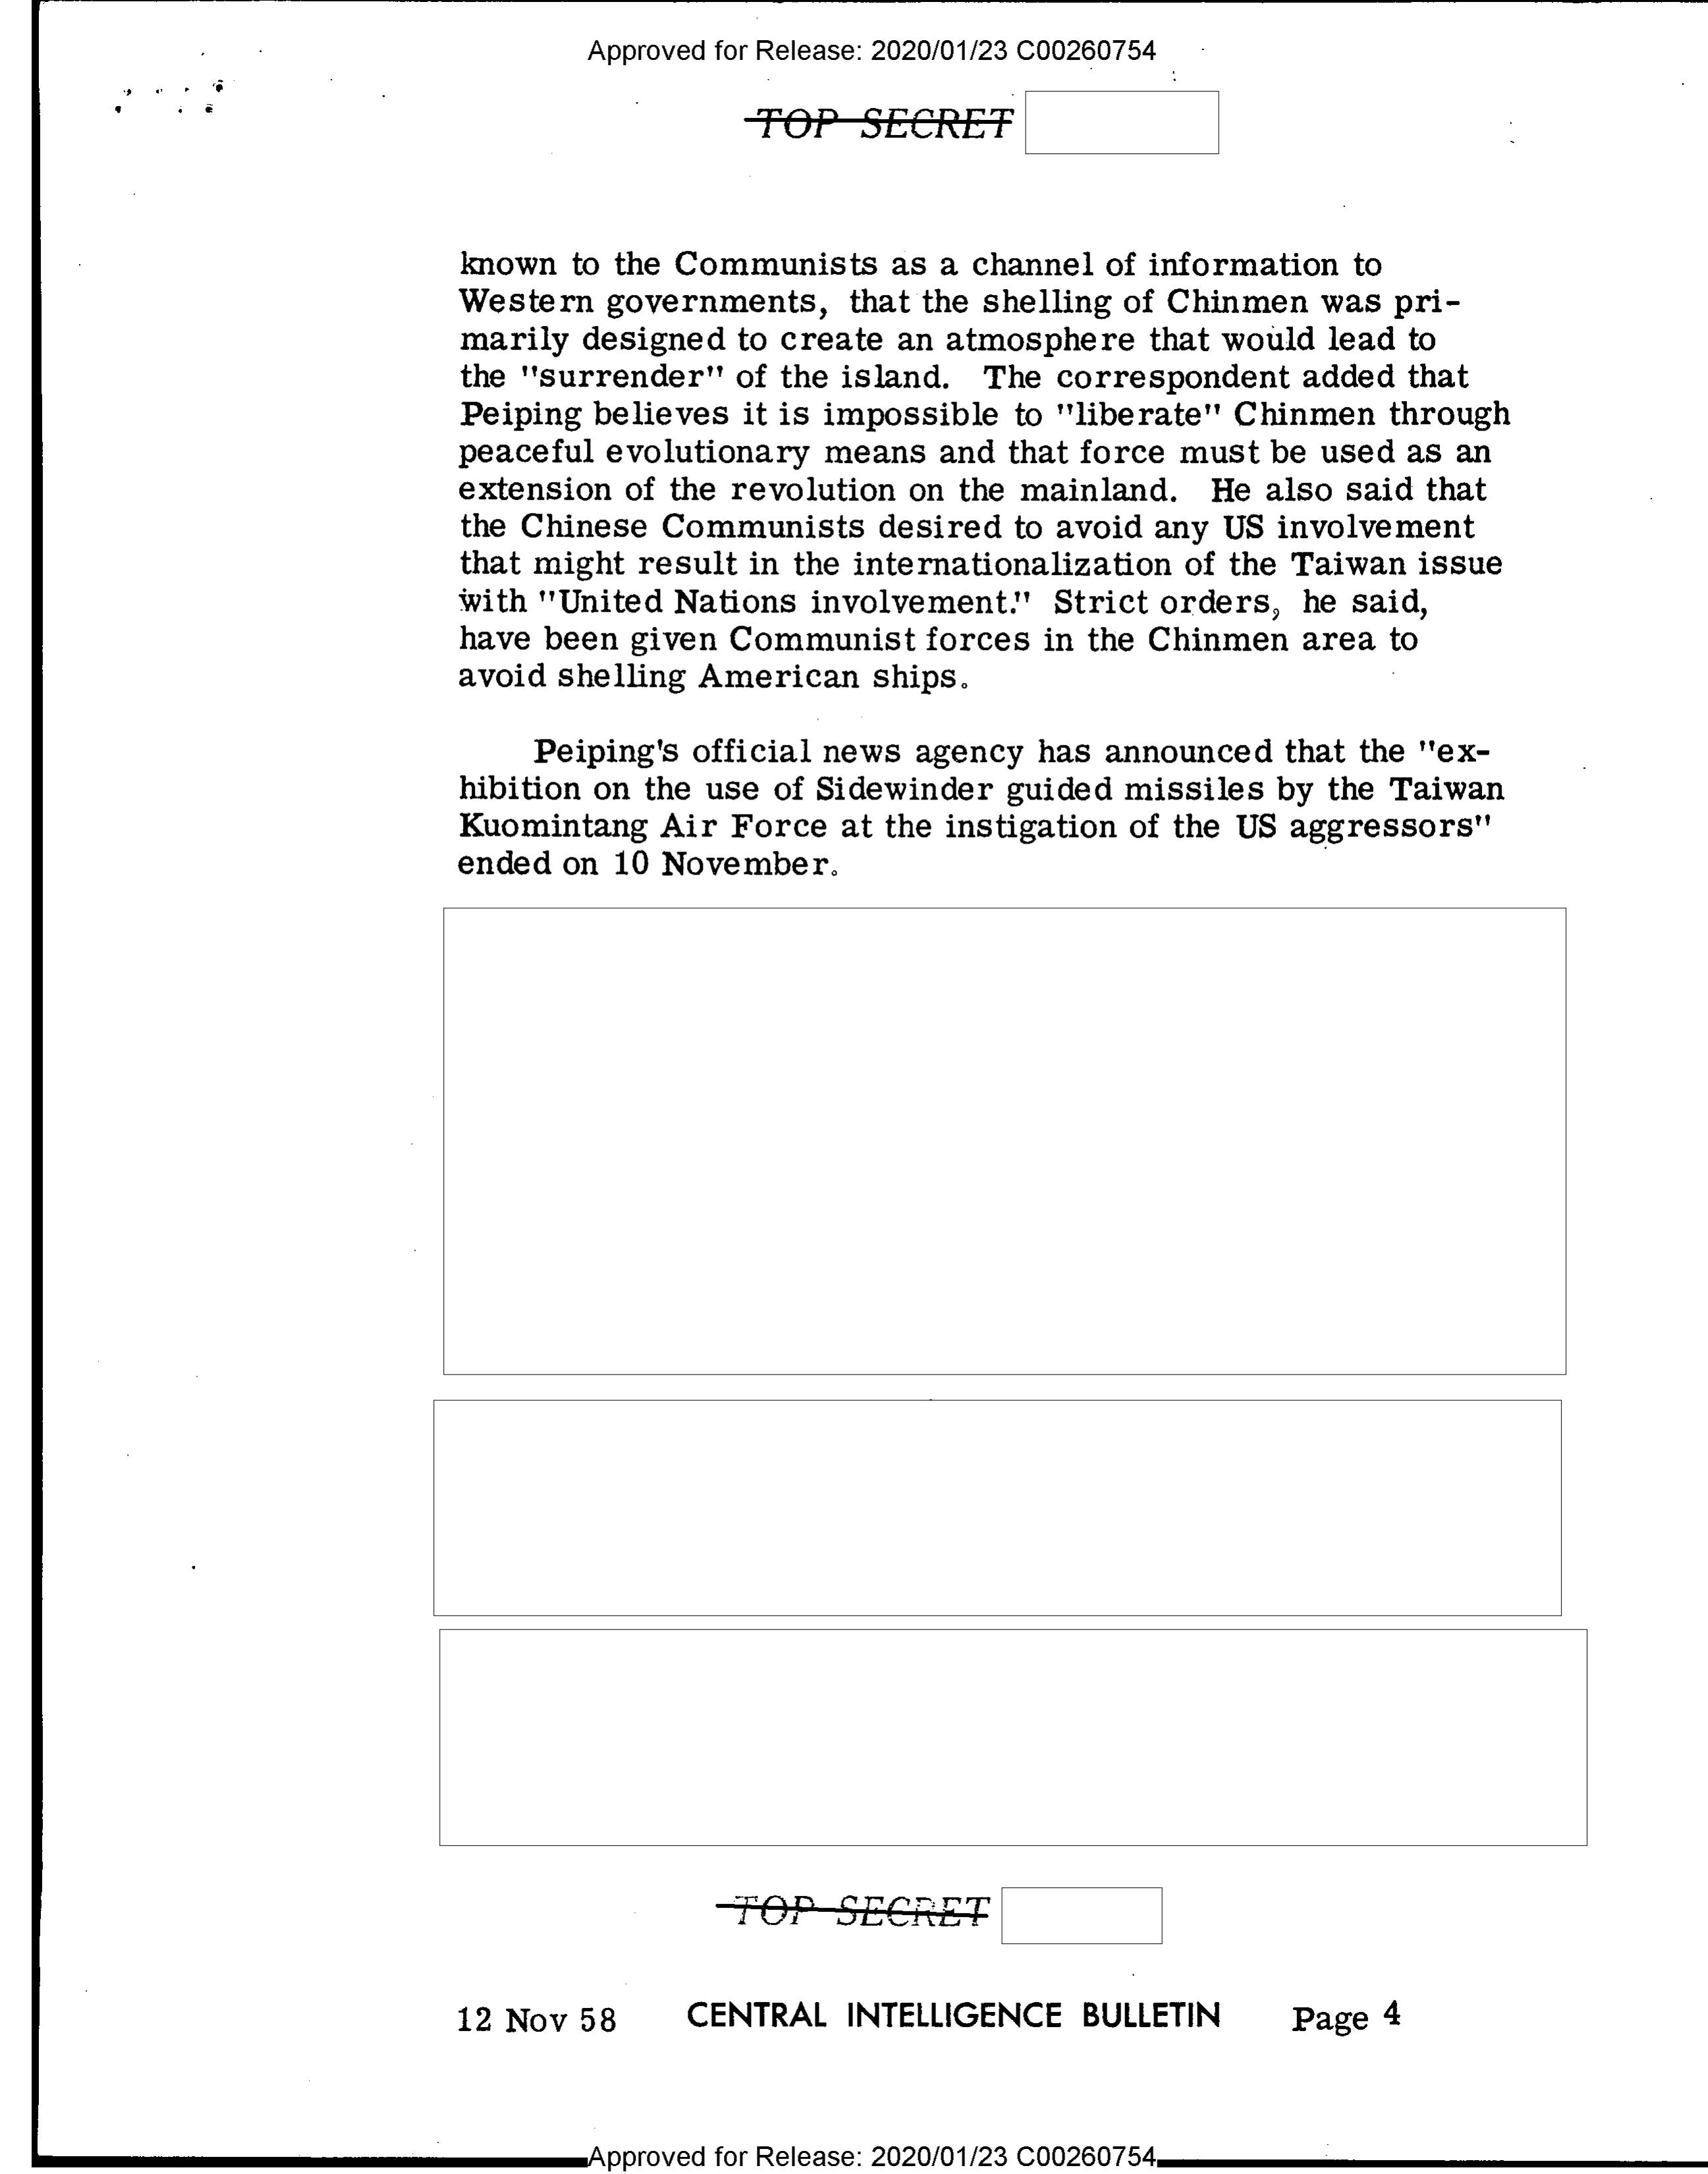 Approved for Release: 2020/01/23 C00260754
TOP SECRET
known to the Communists as a channel of information to
Western governments, that the shelling of Chinmen was pri-
marily designed to create an atmosphere that would lead to
the "surrender" of the island. The correspondent added that
Peiping believes it is impossible to "liberate" Chinmen through
peaceful evolutionary means and that force must be used as an
extension of the revolution on the mainland. He also said that
the Chinese Communists desired to avoid any US involvement
that might result in the internationalization of the Taiwan issue
with "United Nations involvement." Strict orders, he said,
have been given Communist forces in the Chinmen area to
avoid shelling American ships.
Peiping's official news agency has announced that the "ex-
hibition on the use of Sidewinder guided missiles by the Taiwan
Kuomintang Air Force at the instigation of the US aggressors"
ended on 10 November.
TOP SECRET
12 Nov 58 CENTRAL INTELLIGENCE BULLETIN Page 4
Approved for Release: 2020/01/23 C00260754